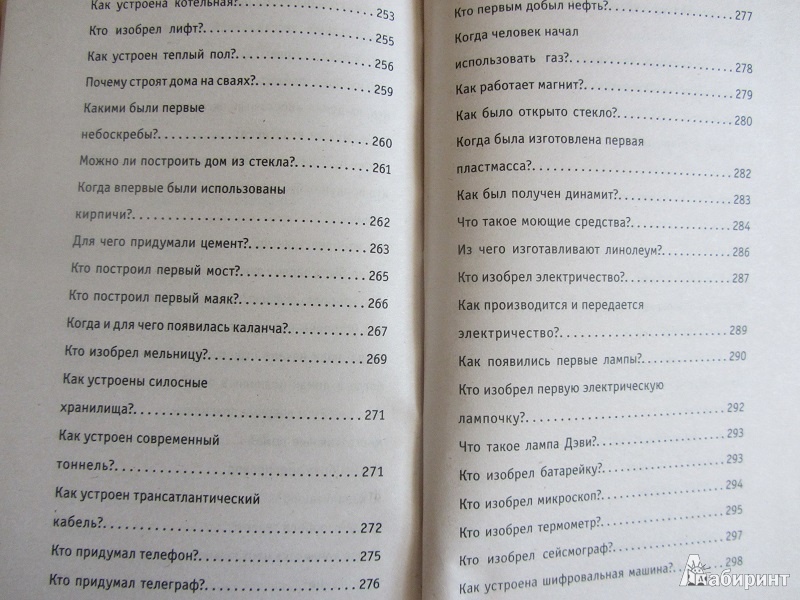 Как устроена котельная? 253
Кто изобрел лифт? 255
Как устроен теплый пол? 256
Почему строят дома на сваях? 259
Какими были первые
небоскребы? 260
Можно ли построить дом из стекла? 261
Когда впервые были использованы
кирпичи? 262
Для чего придумали цемент? 263
Кто построил первый мост? 265
Кто построил первый маяк? 266
Когда и для чего появилась каланча? 267
Кто изобрел мельницу? 269
Как устроены силосные
хранилища? 271
Как устроен современный
тоннель? 271
Как устроен трансатлантический
кабель? 272
Кто придумал телефон? 275
Кто придумал телеграф? 276
Кто первым добыл нефть? 277
Когда человек начал
использовать газ? 278
Как работает магнит? 279
Как было открыто стекло? 280
Когда была изготовлена первая
пластмасса? 282
Как был получен динамит? 283
Что такое моющие средства? 284
Из чего изготавливают линолеум? 286
Кто изобрел электричество? 287
Как производится и передается
электричество? 289
Как появились первые лампы? 290
Кто изобрел первую электрическую
лампочку? 292
Что такое лампа Дэви? 293
Кто изобрел батарейку? 293
Кто изобрел микроскоп? 294
Кто изобрел термометр? 295
Кто изобрел сейсмограф? 297
Как устроена шифровальная машина? 298
Лабиринт